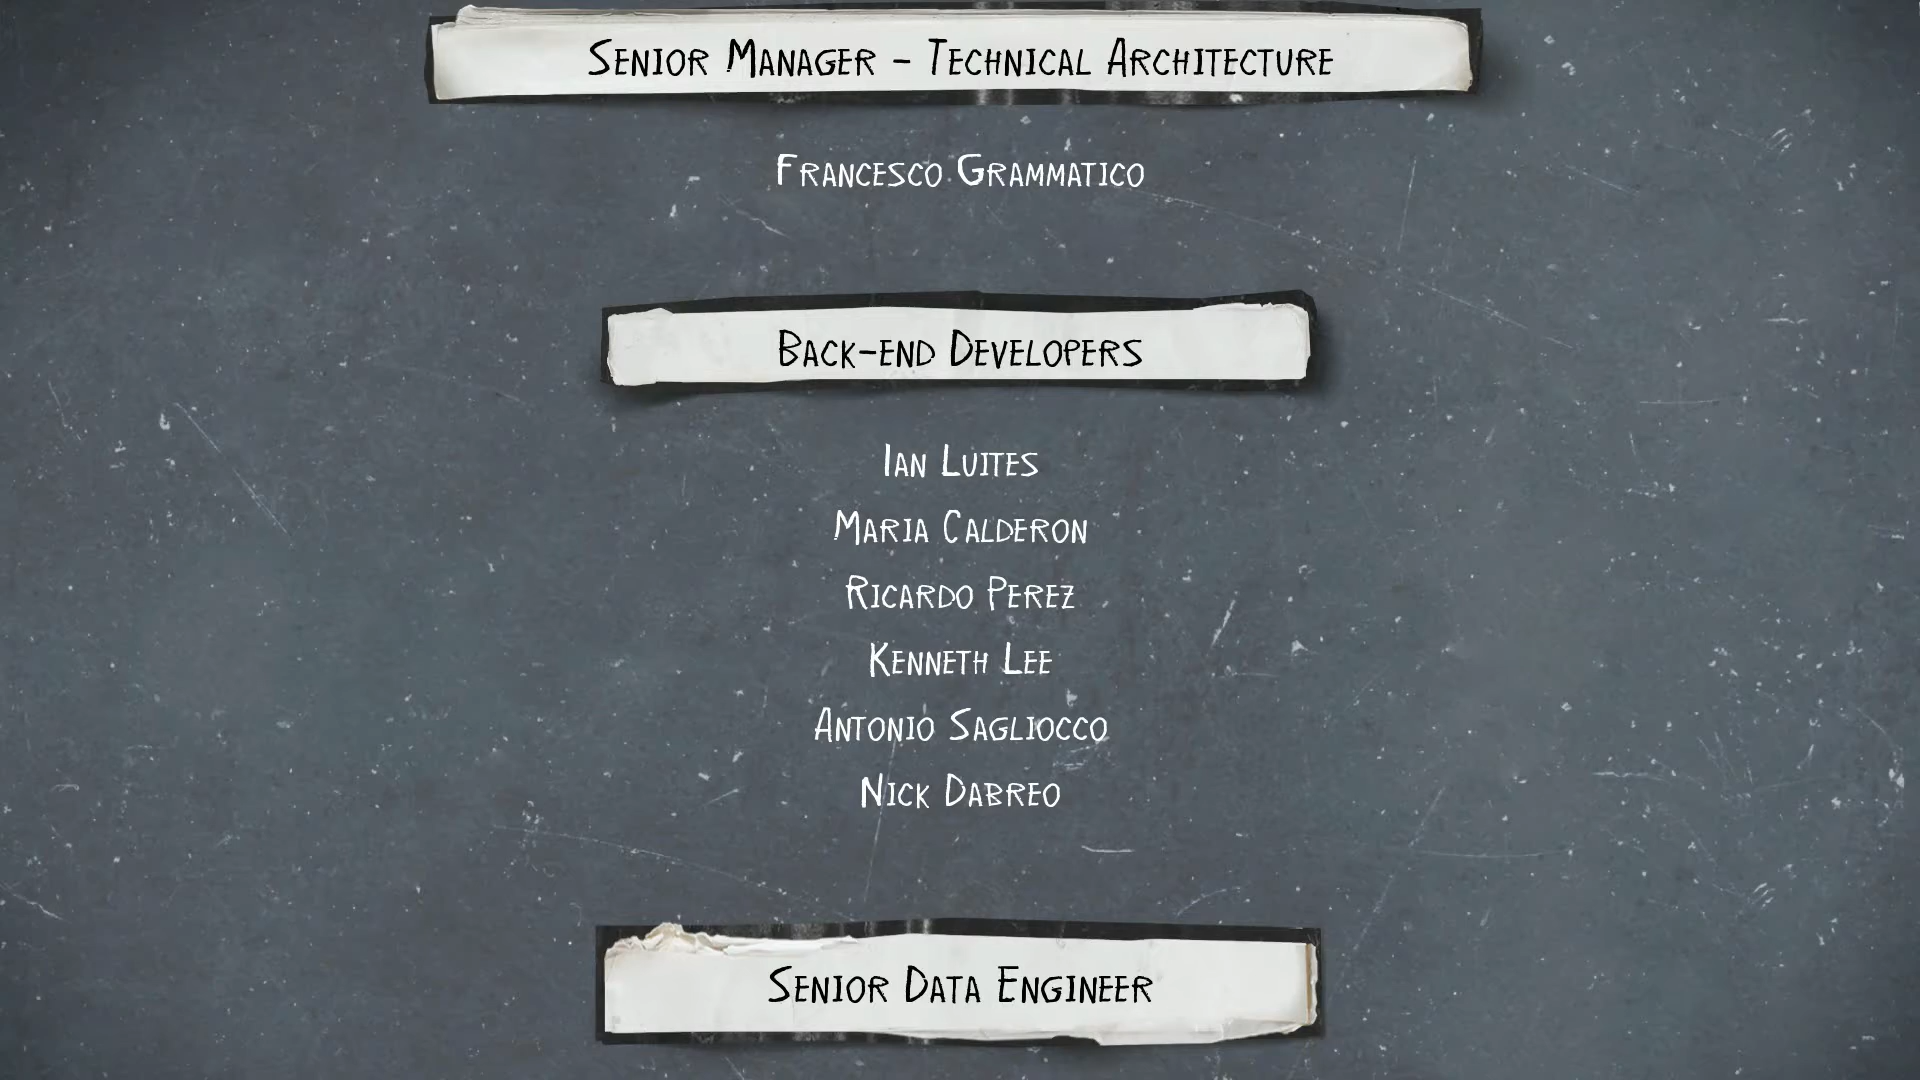 Senior Manager - Technical Architecture
Francesco Grammatico
Back-end Developers
Ian Luites
Maria Calderon
Ricardo Perez
Kenneth Lee
Antonio Sagliocco
Nick Dabreo
Senior Data Engineer